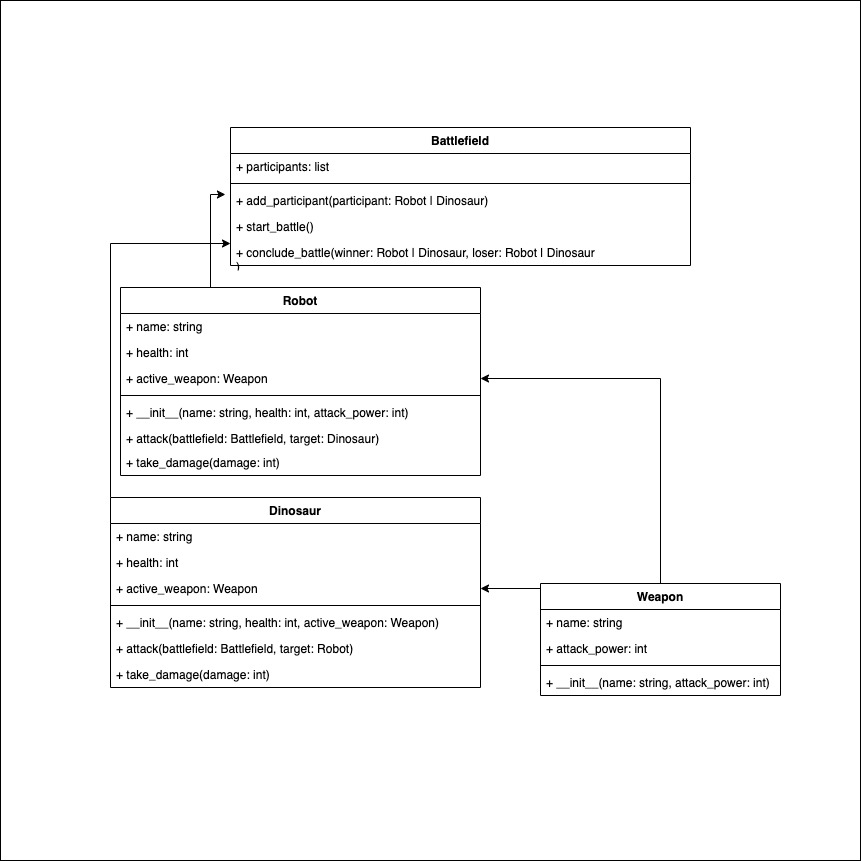 Battlefield
+ participants: list
+ add_participant(participant: Robot | Dinosaur)
+ start_battle()
+ conclude_battle(winner: Robot | Dinosaur, loser: Robot | Dinosaur
)
Robot
+ name: string
+ health: int
+ active_weapon: Weapon
+ __init__(name: string, health: int, attack_power: int)
+ attack(battlefield: Battlefield, target: Dinosaur)
+ take_damage(damage: int)
Dinosaur
+ name: string
+ health: int
+ active_weapon: Weapon
+ __init__(name: string, health: int, active_weapon: Weapon)
+ attack(battlefield: Battlefield, target: Robot)
+ take_damage(damage: int)
Weapon
+ name: string
+ attack_power: int
+ __init__(name: string, attack_power: int)